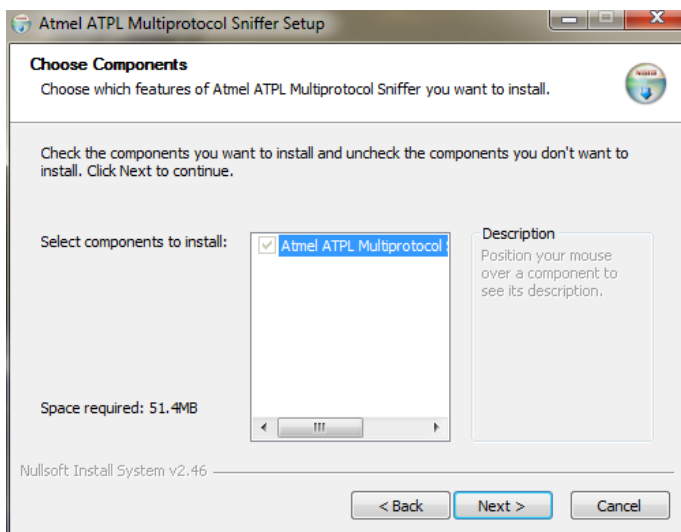 Atmel ATPL Multiprotocol Sniffer Setup
Choose Components
Choose which features of Atmel ATPL Multiprotocol Sniffer you want to install.
Check the components you want to install and uncheck the components you don't want to
install. Click Next to continue.
Select components to install:
Atmel ATPL Multiprotocol
Description
Position your mouse
over a component to
see its description.
Space required: 51.4MB
Nullsoft Install System v2.46
< Back
Next >
Cancel